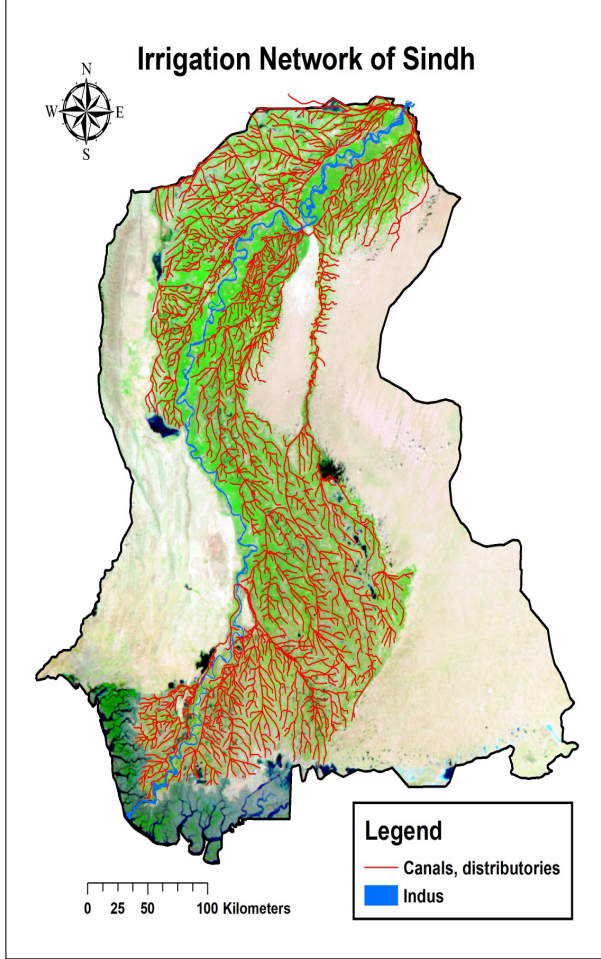 Irrigation Network of Sindh
N
W E
S
Legend
Canals, distributories
Indus
0 25 50 100 Kilometers